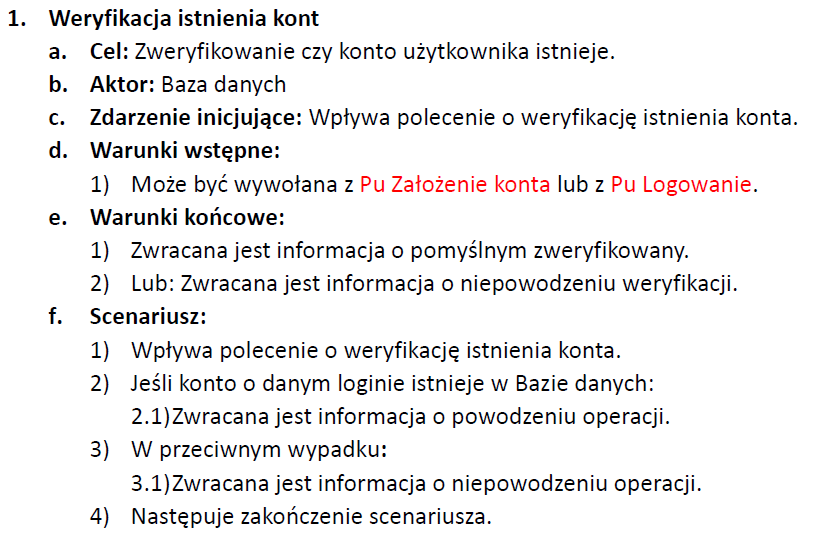 1. Weryfikacja istnienia kont
a. Cel: Zweryfikowanie czy konto użytkownika istnieje.
b. Aktor: Baza danych
c. Zdarzenie inicjujące: Wpływa polecenie o weryfikację istnienia konta.
d. Warunki wstępne:
1) Może być wywołana z Pu Założenie konta lub z Pu Logowanie.
e. Warunki końcowe:
1) Zwracana jest informacja o pomyślnym zweryfikowany.
2) Lub: Zwracana jest informacja o niepowodzeniu weryfikacji.
f. Scenariusz:
1) Wpływa polecenie o weryfikację istnienia konta.
2) Jeśli konto o danym loginie istnieje w Bazie danych:
2.1)Zwracana jest informacja o powodzeniu operacji.
3) W przeciwnym wypadku:
3.1)Zwracana jest informacja o niepowodzeniu operacji.
4) Następuje zakończenie scenariusza.